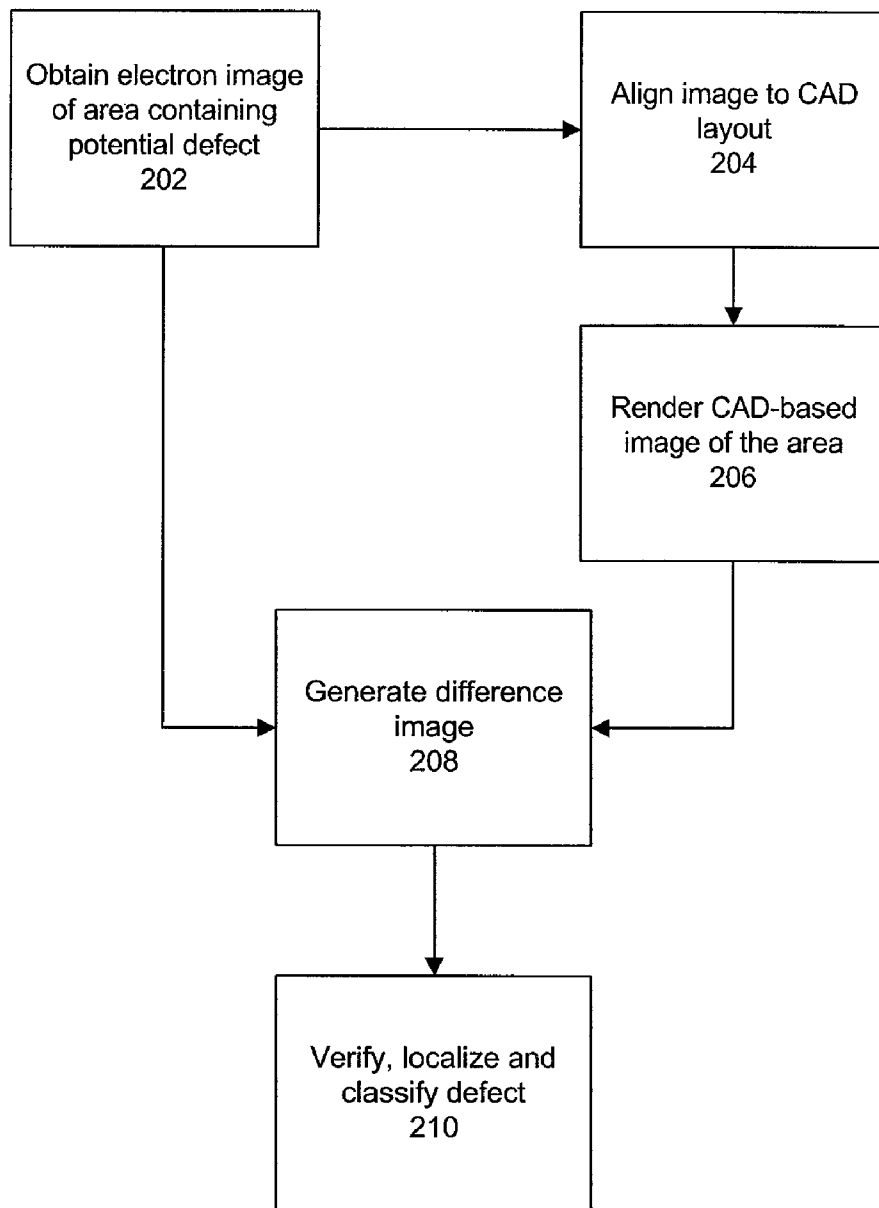 Obtain electron image
of area containing
potential defect
202
Align image to CAD
layout
204
Render CAD-based
image of the area
206
Generate difference
image
208
Verify, localize and
classify defect
210